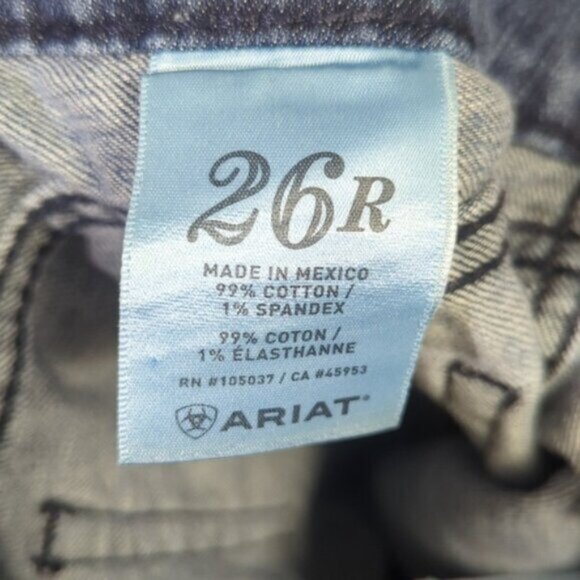 26R
MADE IN MEXICO
99% COTTON /
1% SPANDEX
99% COTON /
1% ÉLASTHANNE
RN #105037 / CA #45953
ARIAT